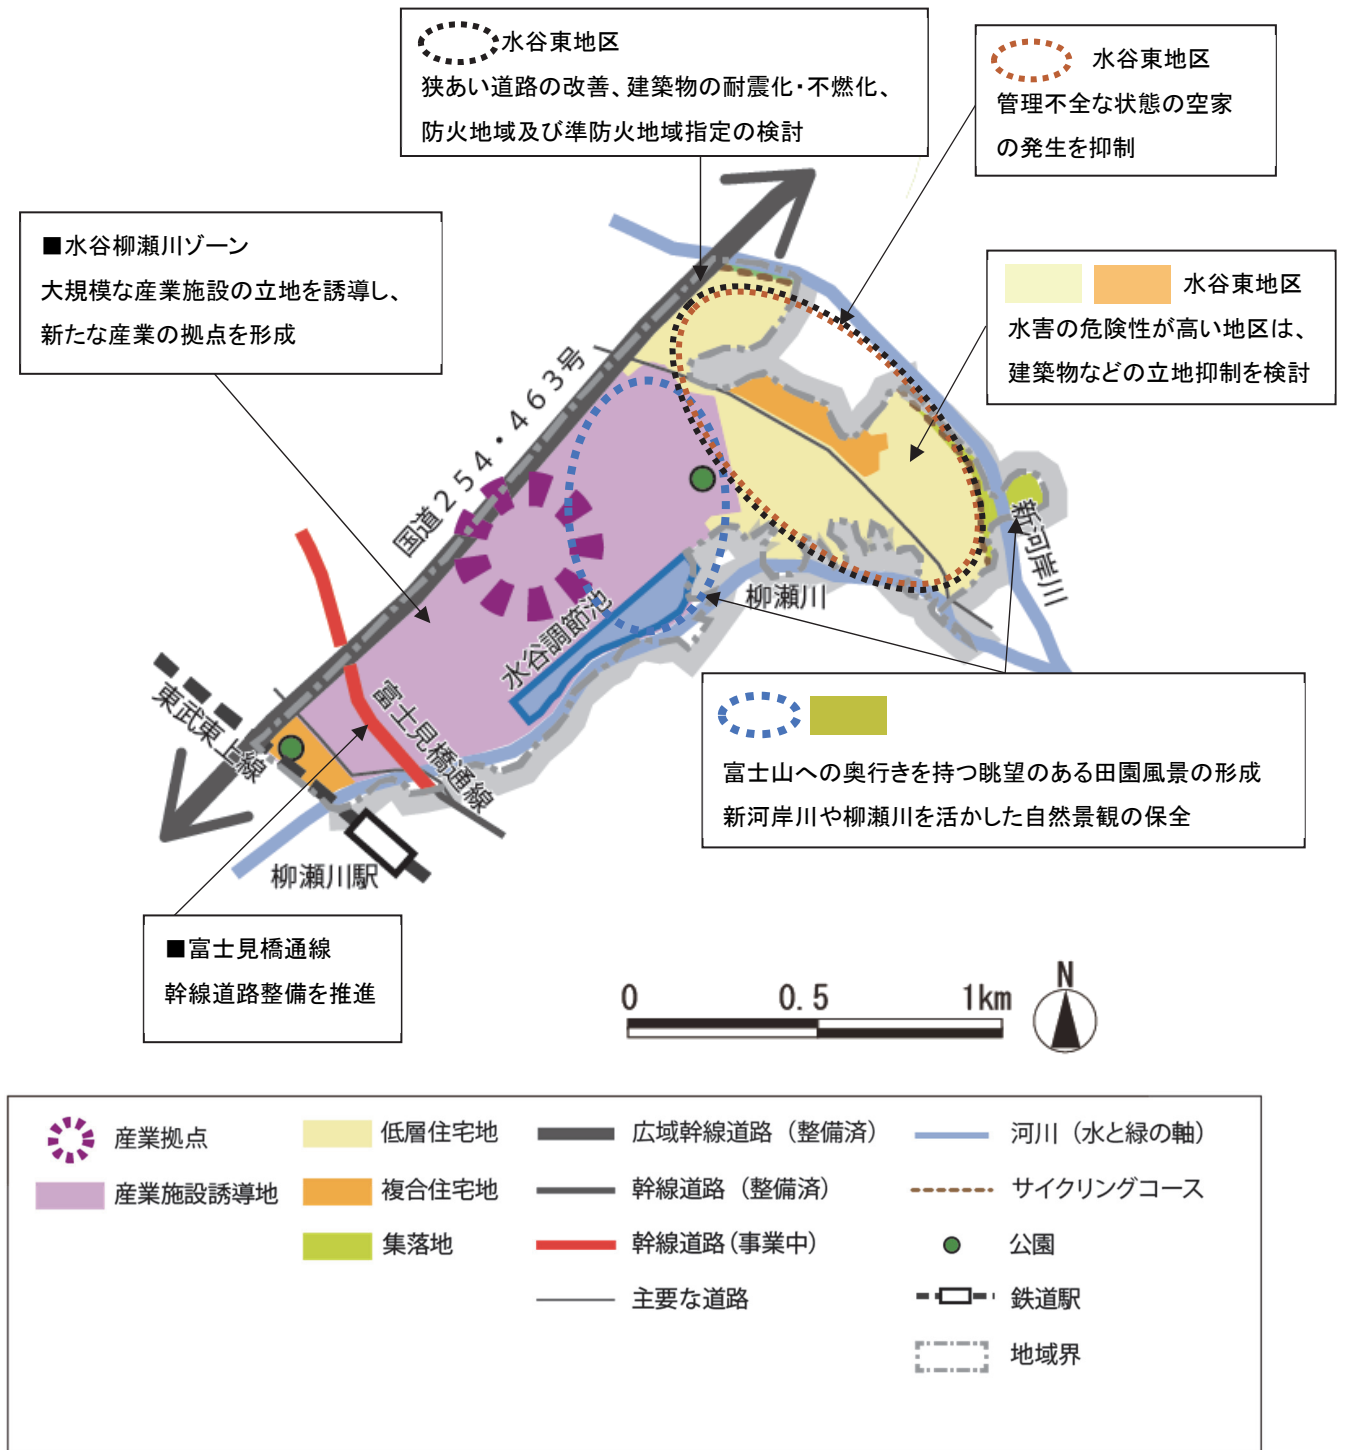 水谷東地区
狭あい道路の改善、建築物の耐震化・不燃化、
防火地域及び準防火地域指定の検討
水谷東地区
管理不全な状態の空家
の発生を抑制
■水谷柳瀬川ゾーン
大規模な産業施設の立地を誘導し、
新たな産業の拠点を形成
水谷東地区
水害の危険性が高い地区は、
建築物などの立地抑制を検討
国道254・463号
新河岸川
柳瀬川
水谷調節池
富士見橋通線
東武東上線
柳瀬川駅
富士山への奥行きを持つ眺望のある田園風景の形成
新河岸川や柳瀬川を活かした自然景観の保全
■富士見橋通線
幹線道路整備を推進
0 0.5 1km
N
産業拠点
産業施設誘導地
低層住宅地
複合住宅地
集落地
広域幹線道路（整備済）
幹線道路（整備済）
幹線道路（事業中）
主要な道路
河川（水と緑の軸）
サイクリングコース
公園
鉄道駅
地域界